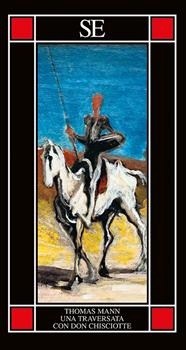 SE
THOMAS MANN
UNA TRAVERSATA
CON DON CHISCIOTTE